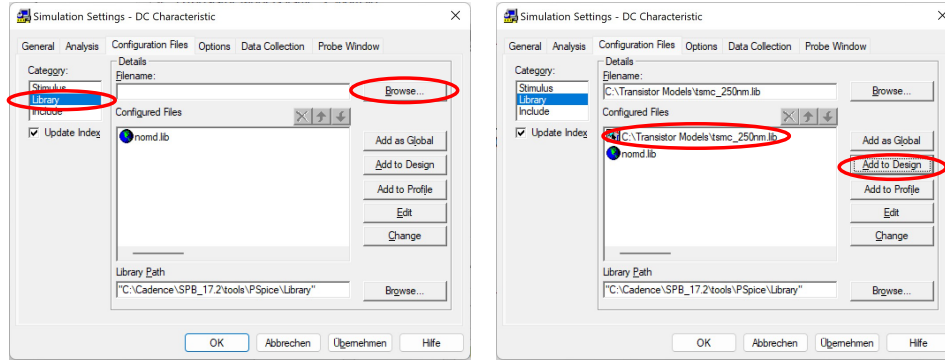 Simulation Settings - DC Characteristic
General Analysis Configuration Files Options Data Collection Probe Window
Category:
Stimulus
Library
Include
Update Index
Details
Filename:
Browse...
Configured Files
nomd.lib
Add as Global
Add to Design
Add to Profile
Edit
Change
Library Path
"C:\Cadence\SPB_17.2\tools\PSpice\Library"
Browse...
OK Abbrechen Übernehmen Hilfe
Simulation Settings - DC Characteristic
General Analysis Configuration Files Options Data Collection Probe Window
Category:
Stimulus
Library
Include
Update Index
Details
Filename:
C:\Transistor Models\tsmc_250nm.lib
Browse...
Configured Files
C:\Transistor Models\tsmc_250nm.lib
nomd.lib
Add as Global
Add to Design
Add to Profile
Edit
Change
Library Path
"C:\Cadence\SPB_17.2\tools\PSpice\Library"
Browse...
OK Abbrechen Übernehmen Hilfe